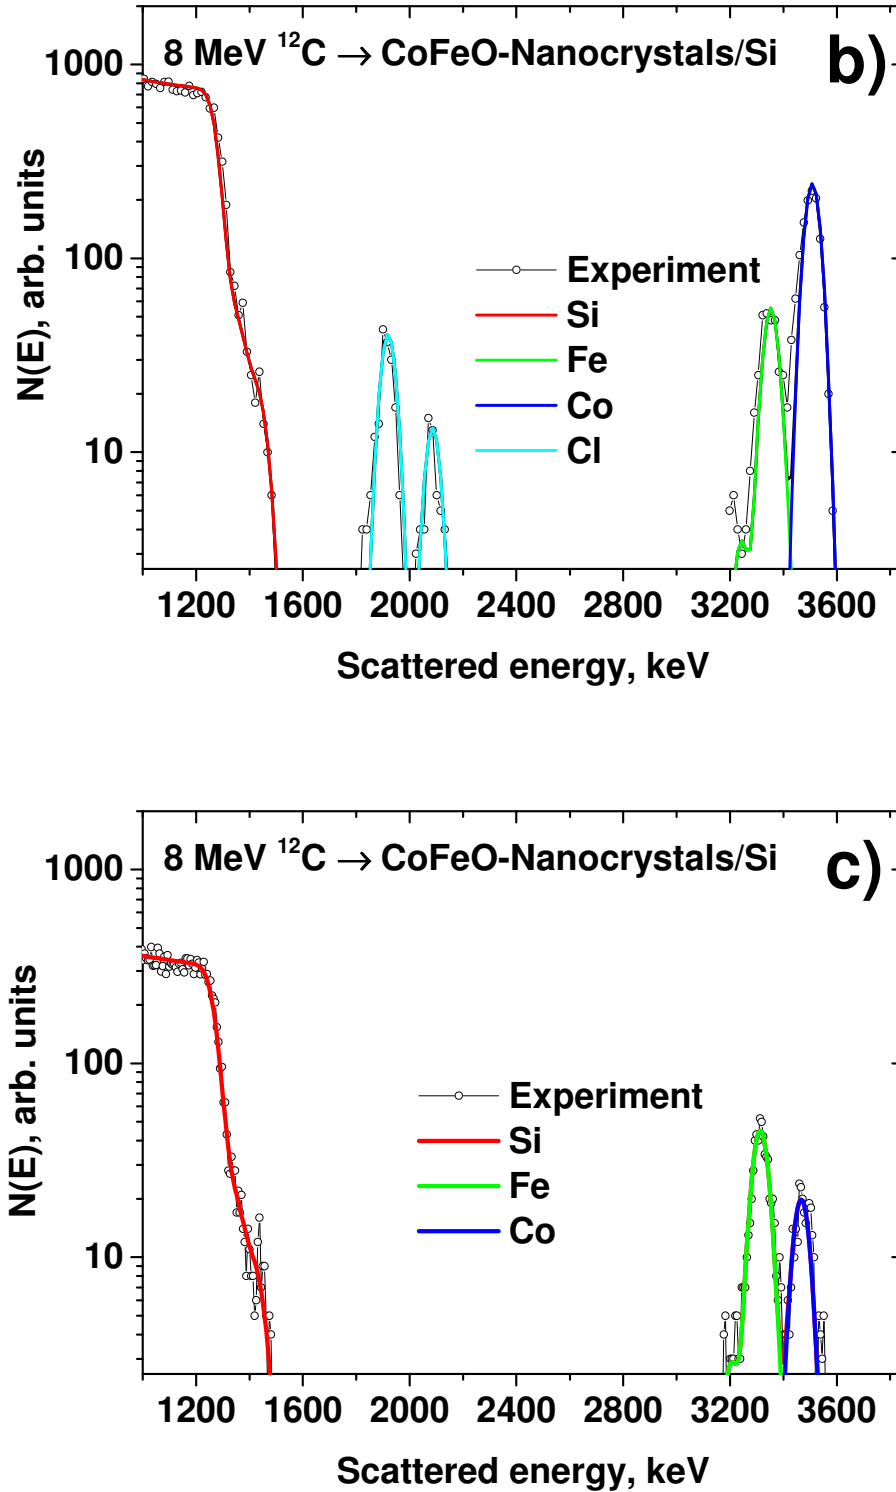 8 MeV ¹²C → CoFeO-Nanocrystals/Si
b)
1000
100
10
N(E), arb. units
Experiment
Si
Fe
Co
Cl
1200 1600 2000 2400 2800 3200 3600
Scattered energy, keV
8 MeV ¹²C → CoFeO-Nanocrystals/Si
c)
1000
100
10
N(E), arb. units
Experiment
Si
Fe
Co
1200 1600 2000 2400 2800 3200 3600
Scattered energy, keV